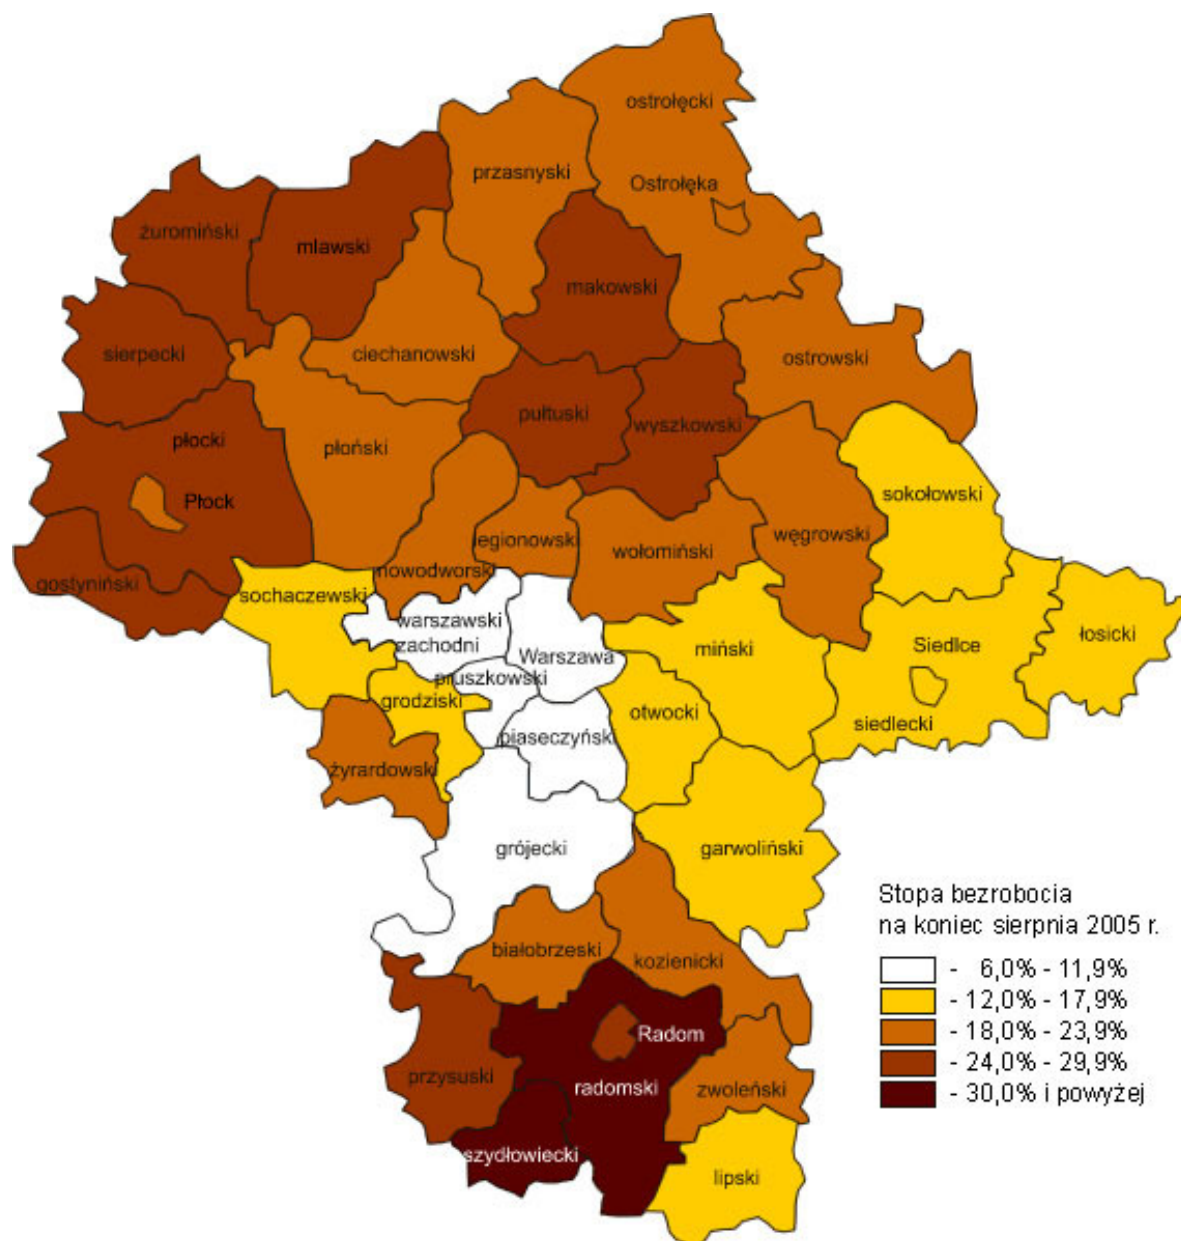 ostrołęcki
przasnyski
Ostrołęka
żuromiński
mlawski
makowski
sierpecki
ciechanowski
ostrowski
pułtuski
wyszkowski
płocki
płoński
sokołowski
Płock
legionowski
wołomiński
węgrowski
nowodworski
gostyniński
sochaczewski
warszawski
zachodni
Warszawa
miński
Siedlce
łosicki
pruszkowski
grodziski
otwocki
siedlecki
piaseczyński
żyrardowski
grójecki
garwoliński
Stopa bezrobocia
na koniec sierpnia 2005 r.
białobrzeski
kozienicki
- 6,0% - 11,9%
- 12,0% - 17,9%
- 18,0% - 23,9%
- 24,0% - 29,9%
- 30,0% i powyżej
Radom
przysuski
radomski
zwoleński
szydłowiecki
lipski